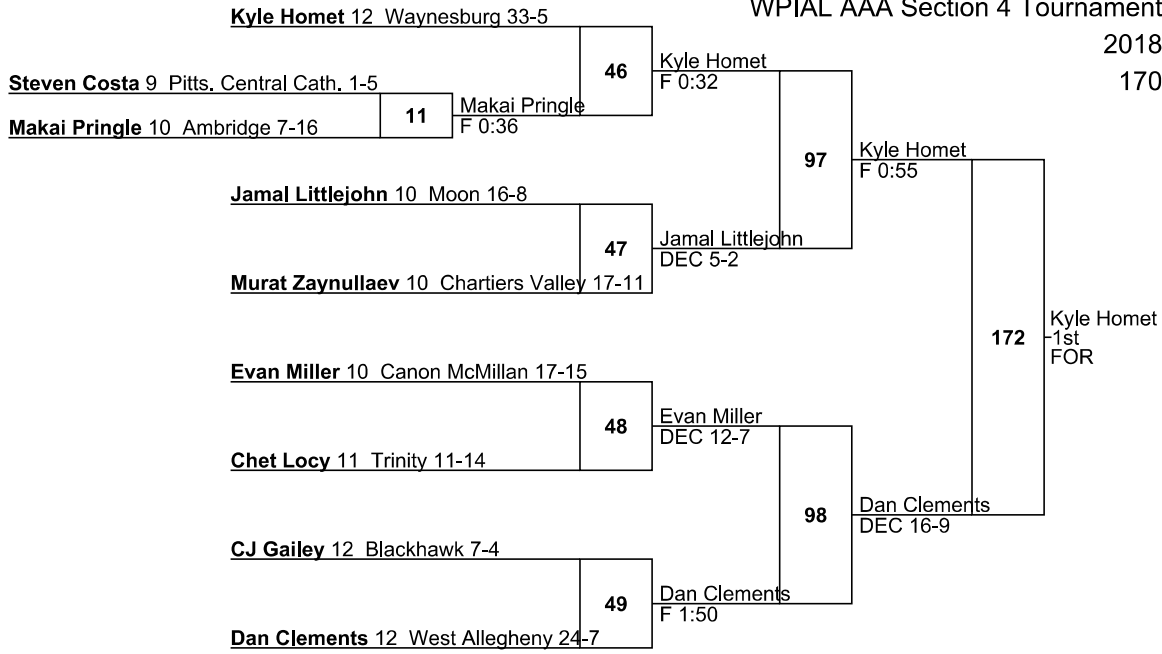 WPIAL AAA Section 4 Tournament
2018
170
Kyle Homet 12 Waynesburg 33-5
46
Kyle Homet
F 0:32
Steven Costa 9 Pitts. Central Cath. 1-5
11
Makai Pringle
F 0:36
Makai Pringle 10 Ambridge 7-16
97
Kyle Homet
F 0:55
Jamal Littlejohn 10 Moon 16-8
47
Jamal Littlejohn
DEC 5-2
Murat Zaynullaev 10 Chartiers Valley 17-11
172
Kyle Homet
1st
FOR
Evan Miller 10 Canon McMillan 17-15
48
Evan Miller
DEC 12-7
Chet Locy 11 Trinity 11-14
98
Dan Clements
DEC 16-9
CJ Gailey 12 Blackhawk 7-4
49
Dan Clements
F 1:50
Dan Clements 12 West Allegheny 24-7